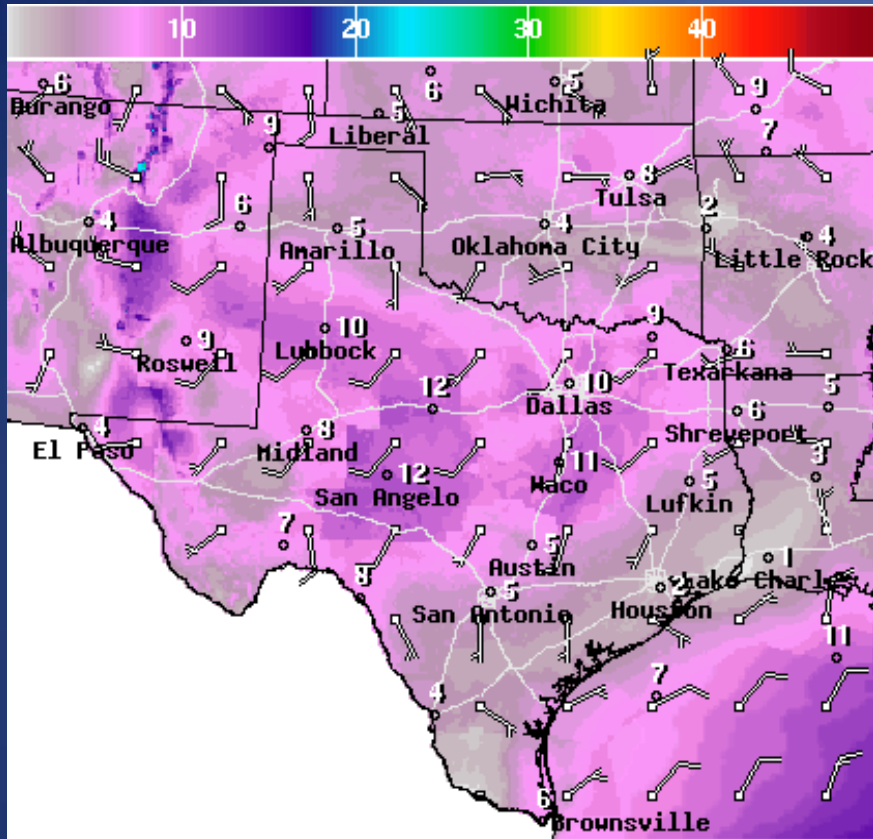 10 20 30 40
6 6 5 9
Durango Wichita
5
Liberal
9 7
8
Tulsa
4 6 5 4 2 4
Albuquerque Amarillo Oklahoma City Little Rock
9 10 9 6
Roswell Lubbock Texarkana
12 10 5
Dallas
4 8 6
El Paso Midland Shreveport
12 11 5 3
San Angelo Waco Lufkin
7 5 1
Austin
8 5 2 Lake Charles
San Antonio Houston
11
7
4
6
Brownsville